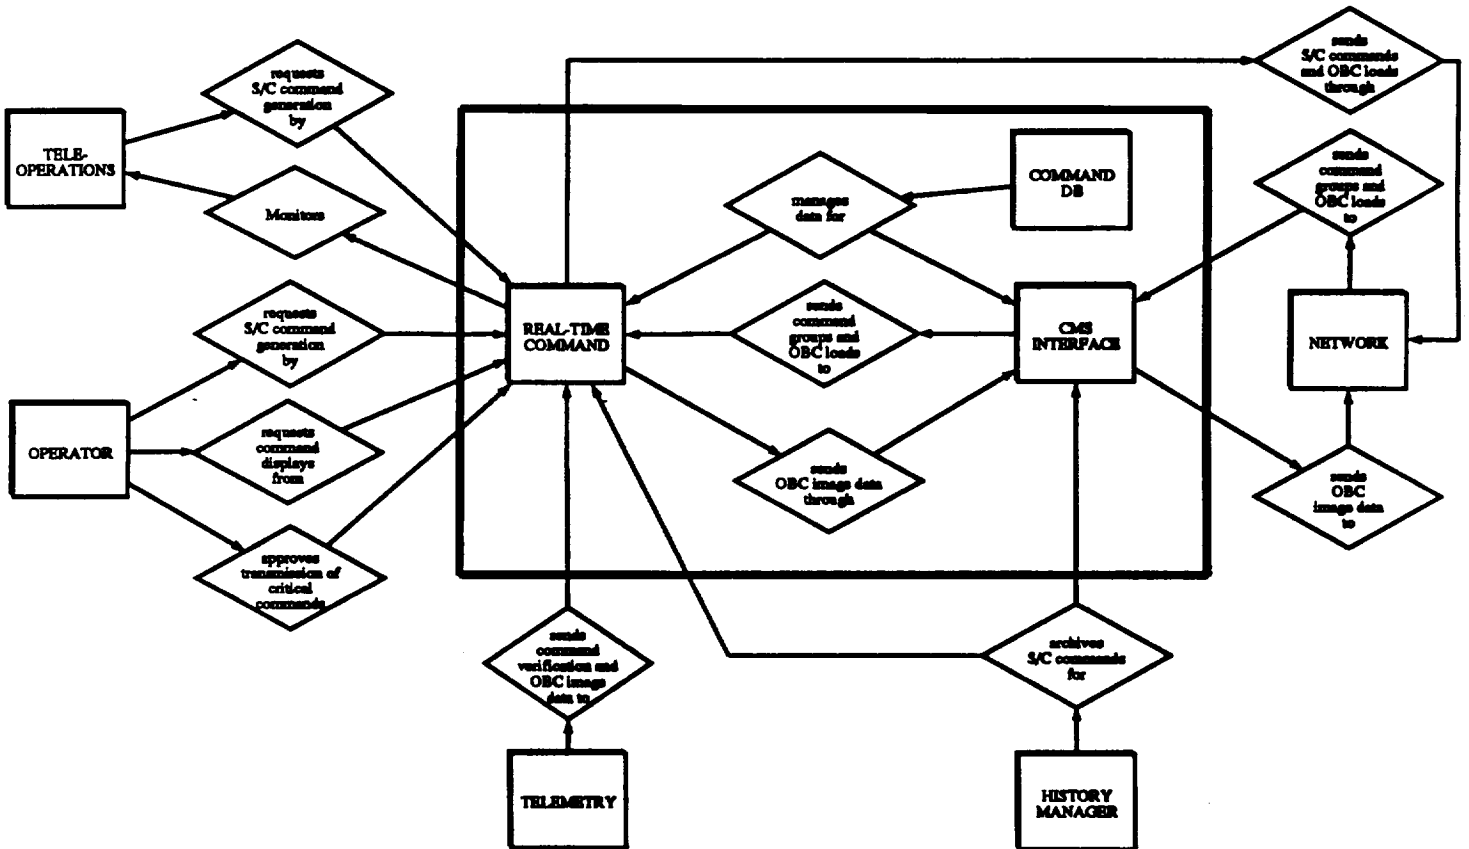 requests
S/C command
generation
by
sends
S/C commands
and OBC loads
through
TELE-
OPERATIONS
Monitors
COMMAND
DB
manages
data for
sends
command
groups and
OBC loads
to
requests
S/C command
generation
by
REAL-TIME
COMMAND
sends
command
groups and
OBC loads
to
CMS
INTERFACE
NETWORK
OPERATOR
requests
command
displays
from
sends
OBC image data
through
sends
OBC
image data
to
approves
transmission of
critical
commands
sends
command
verification and
OBC image
data to
archives
S/C commands
for
TELEMETRY
HISTORY
MANAGER